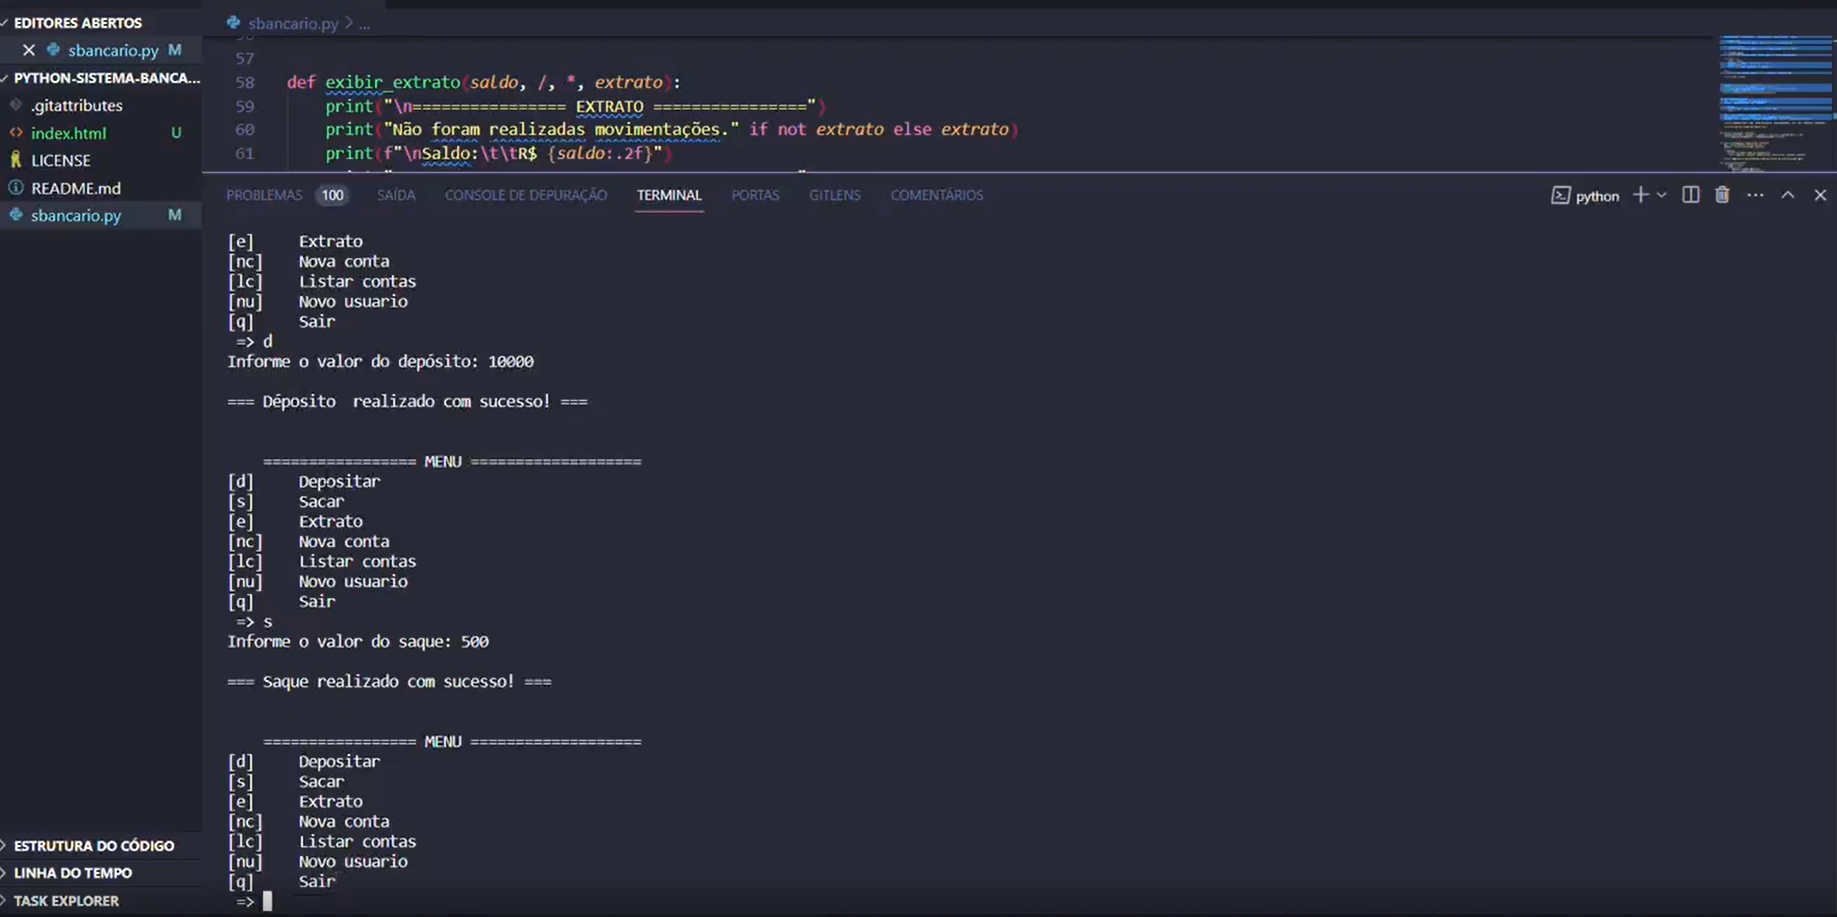 EDITORES ABERTOS
sbancario.py M
PYTHON-SISTEMA-BANCA...
.gitattributes
index.html U
LICENSE
README.md
sbancario.py M
ESTRUTURA DO CÓDIGO
LINHA DO TEMPO
TASK EXPLORER
sbancario.py > ...
57
58 def exibir_extrato(saldo, /, *, extrato):
59 print("\n================= EXTRATO =================")
60 print("Não foram realizadas movimentações." if not extrato else extrato)
61 print(f"\nSaldo:\t\tR$ {saldo:.2f}")
PROBLEMAS 100 SAÍDA CONSOLE DE DEPURAÇÃO TERMINAL PORTAS GITLENS COMENTÁRIOS python
[e] Extrato
[nc] Nova conta
[lc] Listar contas
[nu] Novo usuario
[q] Sair
=> d
Informe o valor do depósito: 10000
=== Déposito  realizado com sucesso! ===
================= MENU ===================
[d] Depositar
[s] Sacar
[e] Extrato
[nc] Nova conta
[lc] Listar contas
[nu] Novo usuario
[q] Sair
=> s
Informe o valor do saque: 500
=== Saque realizado com sucesso! ===
================= MENU ===================
[d] Depositar
[s] Sacar
[e] Extrato
[nc] Nova conta
[lc] Listar contas
[nu] Novo usuario
[q] Sair
=>